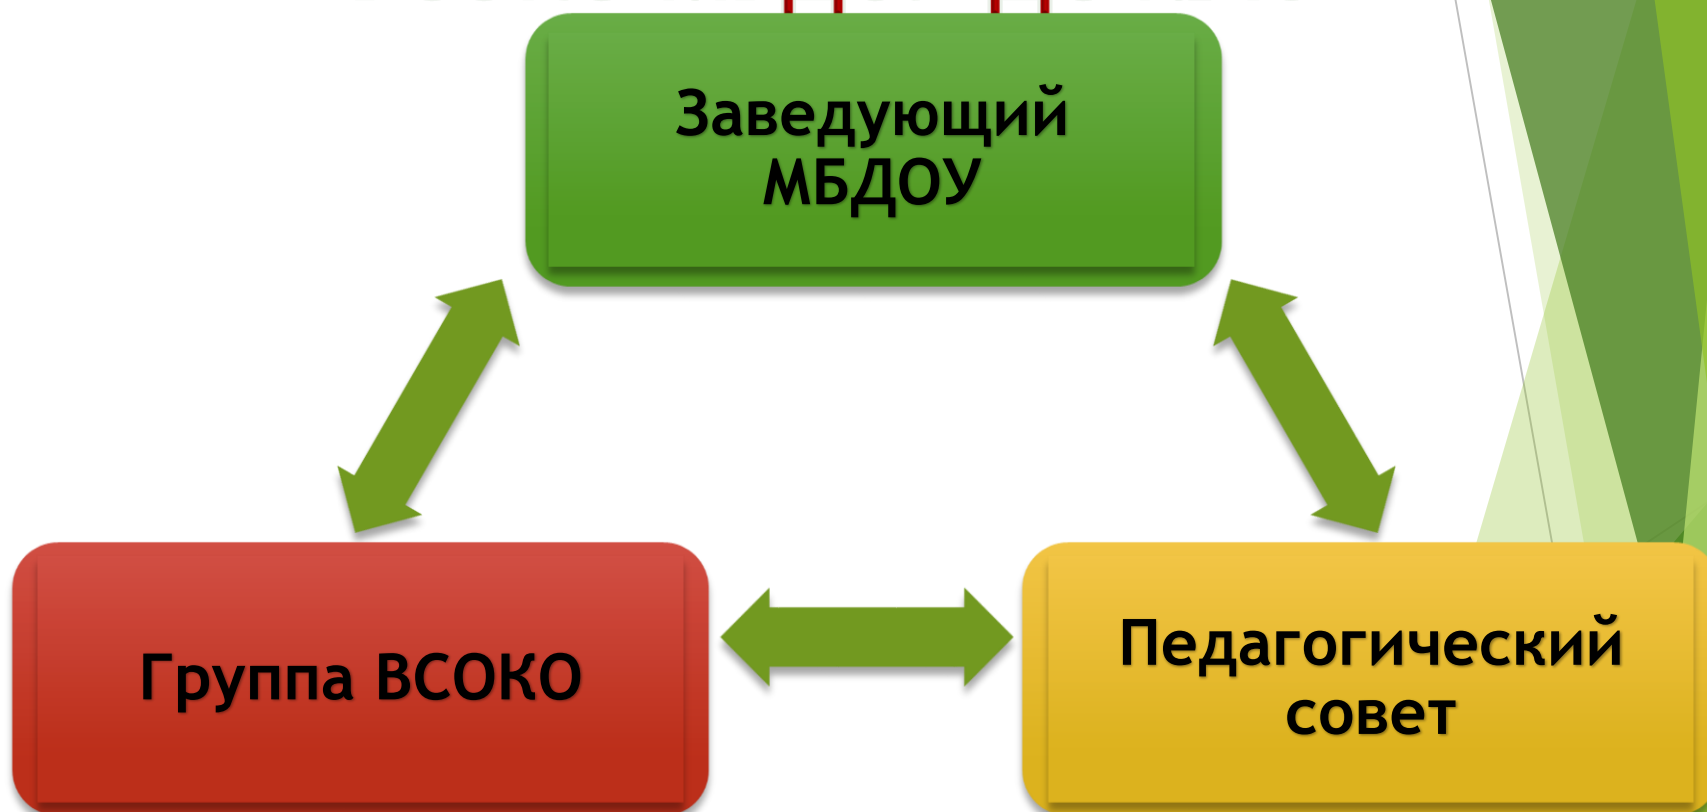 Заведующий
МБДОУ
Группа ВСОКО
Педагогический
совет